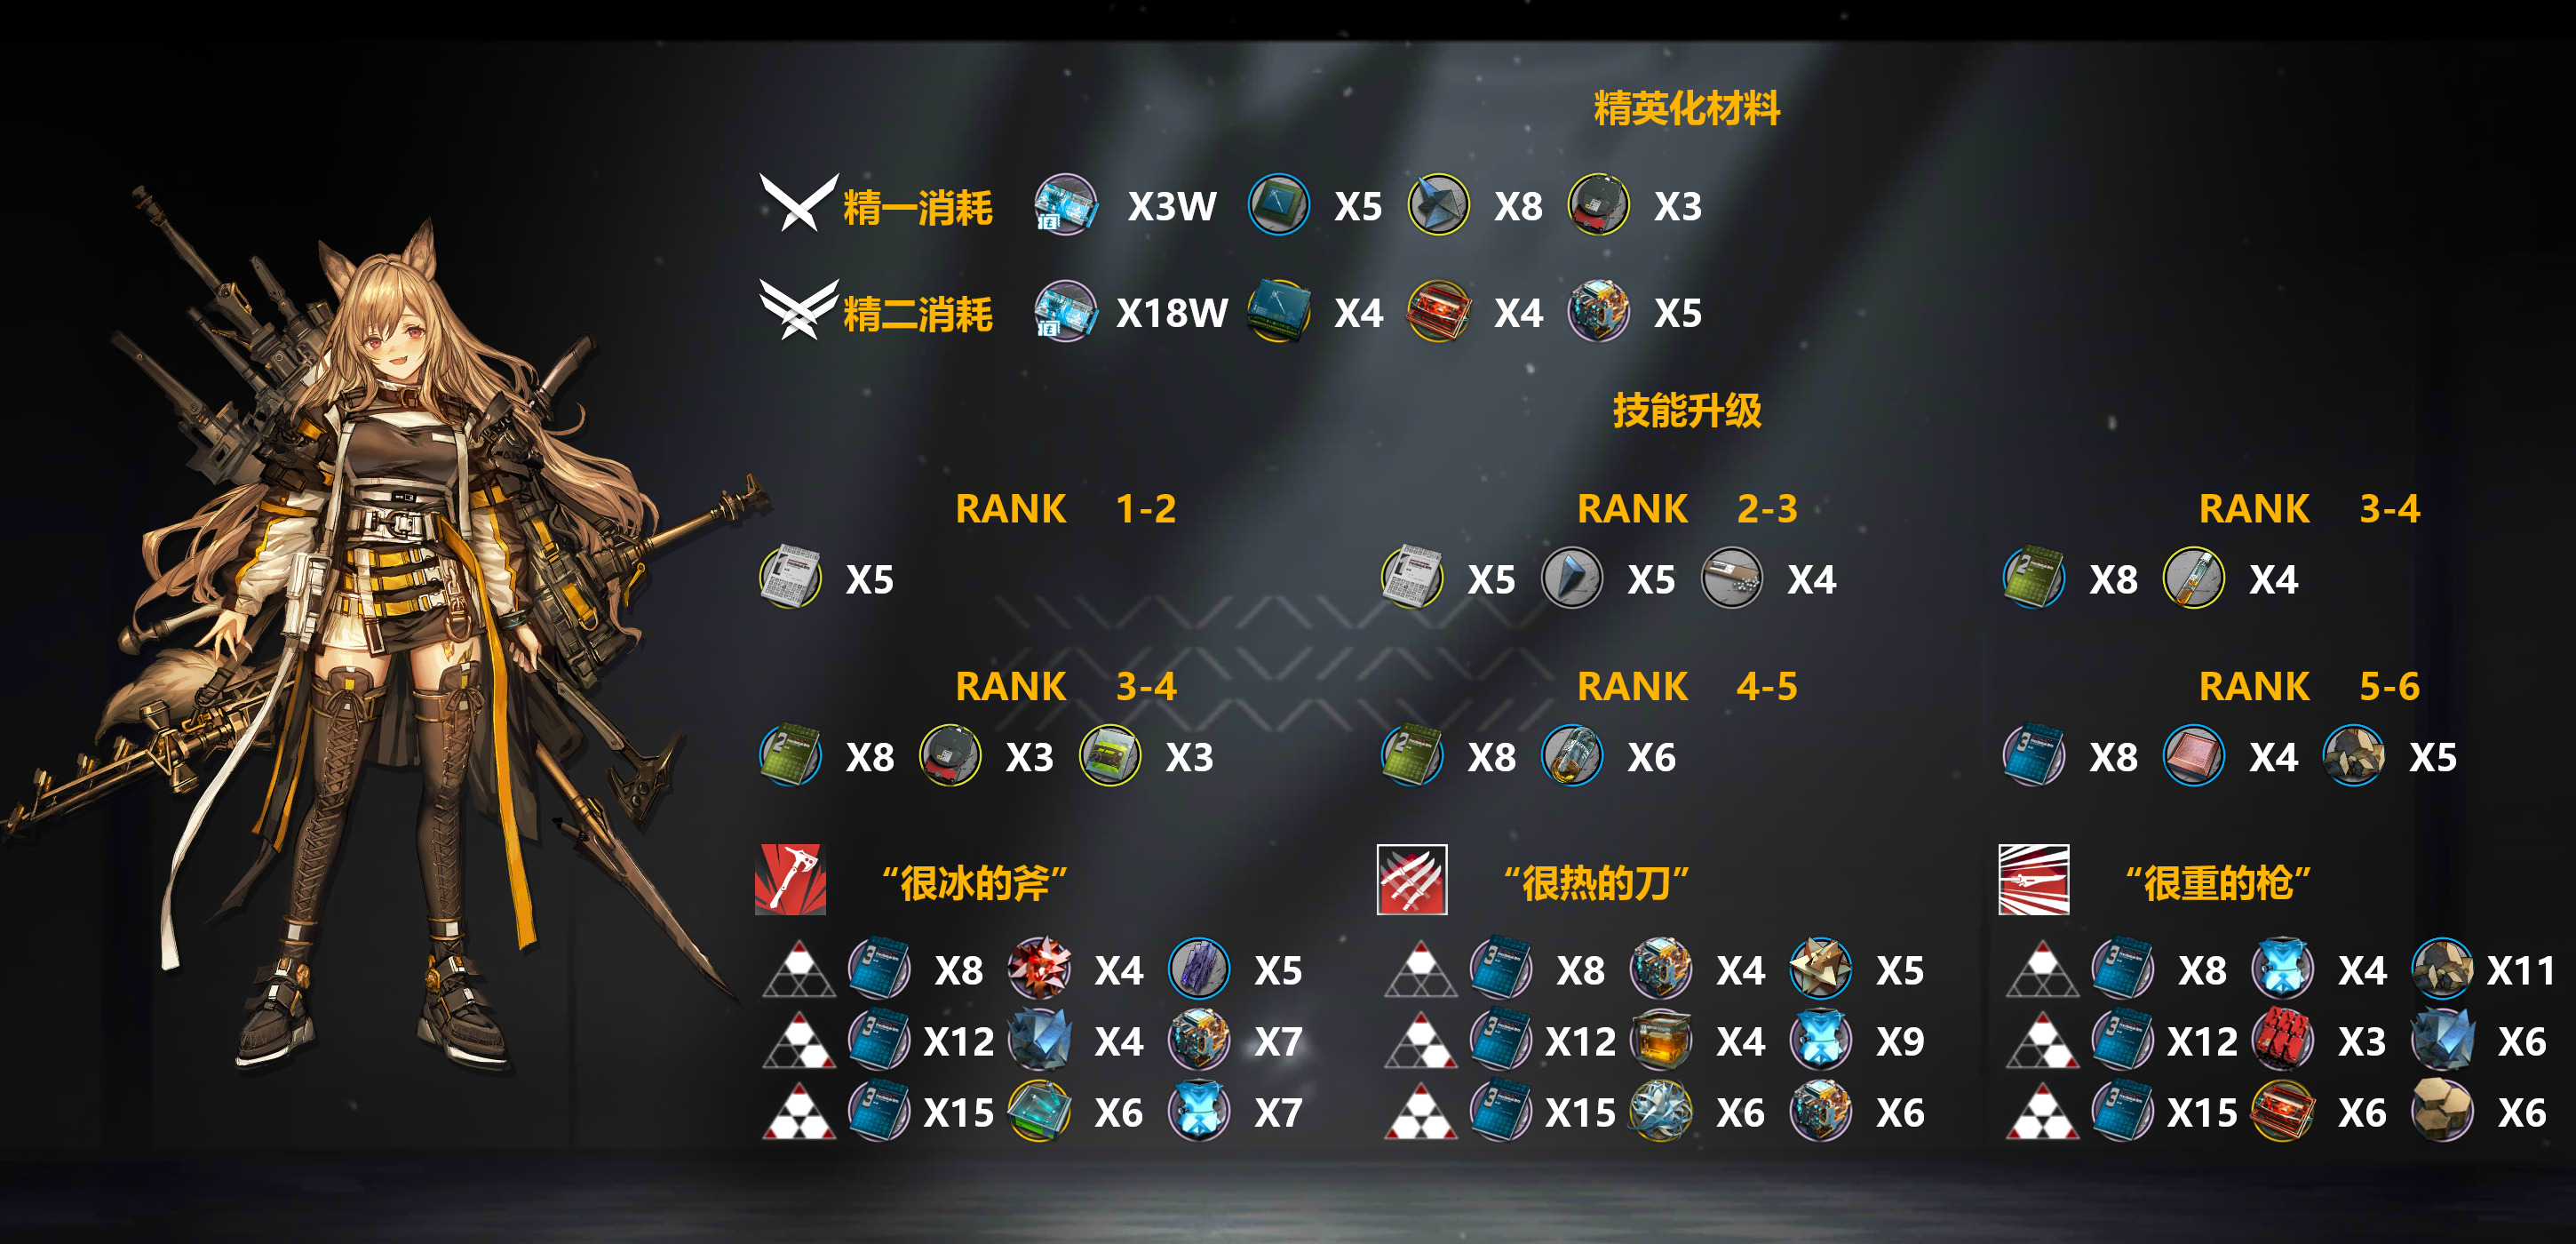 精英化材料
精一消耗 X3W X5 X8 X3
精二消耗 X18W X4 X4 X5
技能升级
RANK 1-2
X5
RANK 2-3
X5 X5 X4
RANK 3-4
X8 X4
RANK 3-4
X8 X3 X3
RANK 4-5
X8 X6
RANK 5-6
X8 X4 X5
“很冰的斧”
X8 X4 X5
X12 X4 X7
X15 X6 X7
“很热的刀”
X8 X4 X5
X12 X4 X9
X15 X6 X6
“很重的枪”
X8 X4 X11
X12 X3 X6
X15 X6 X6